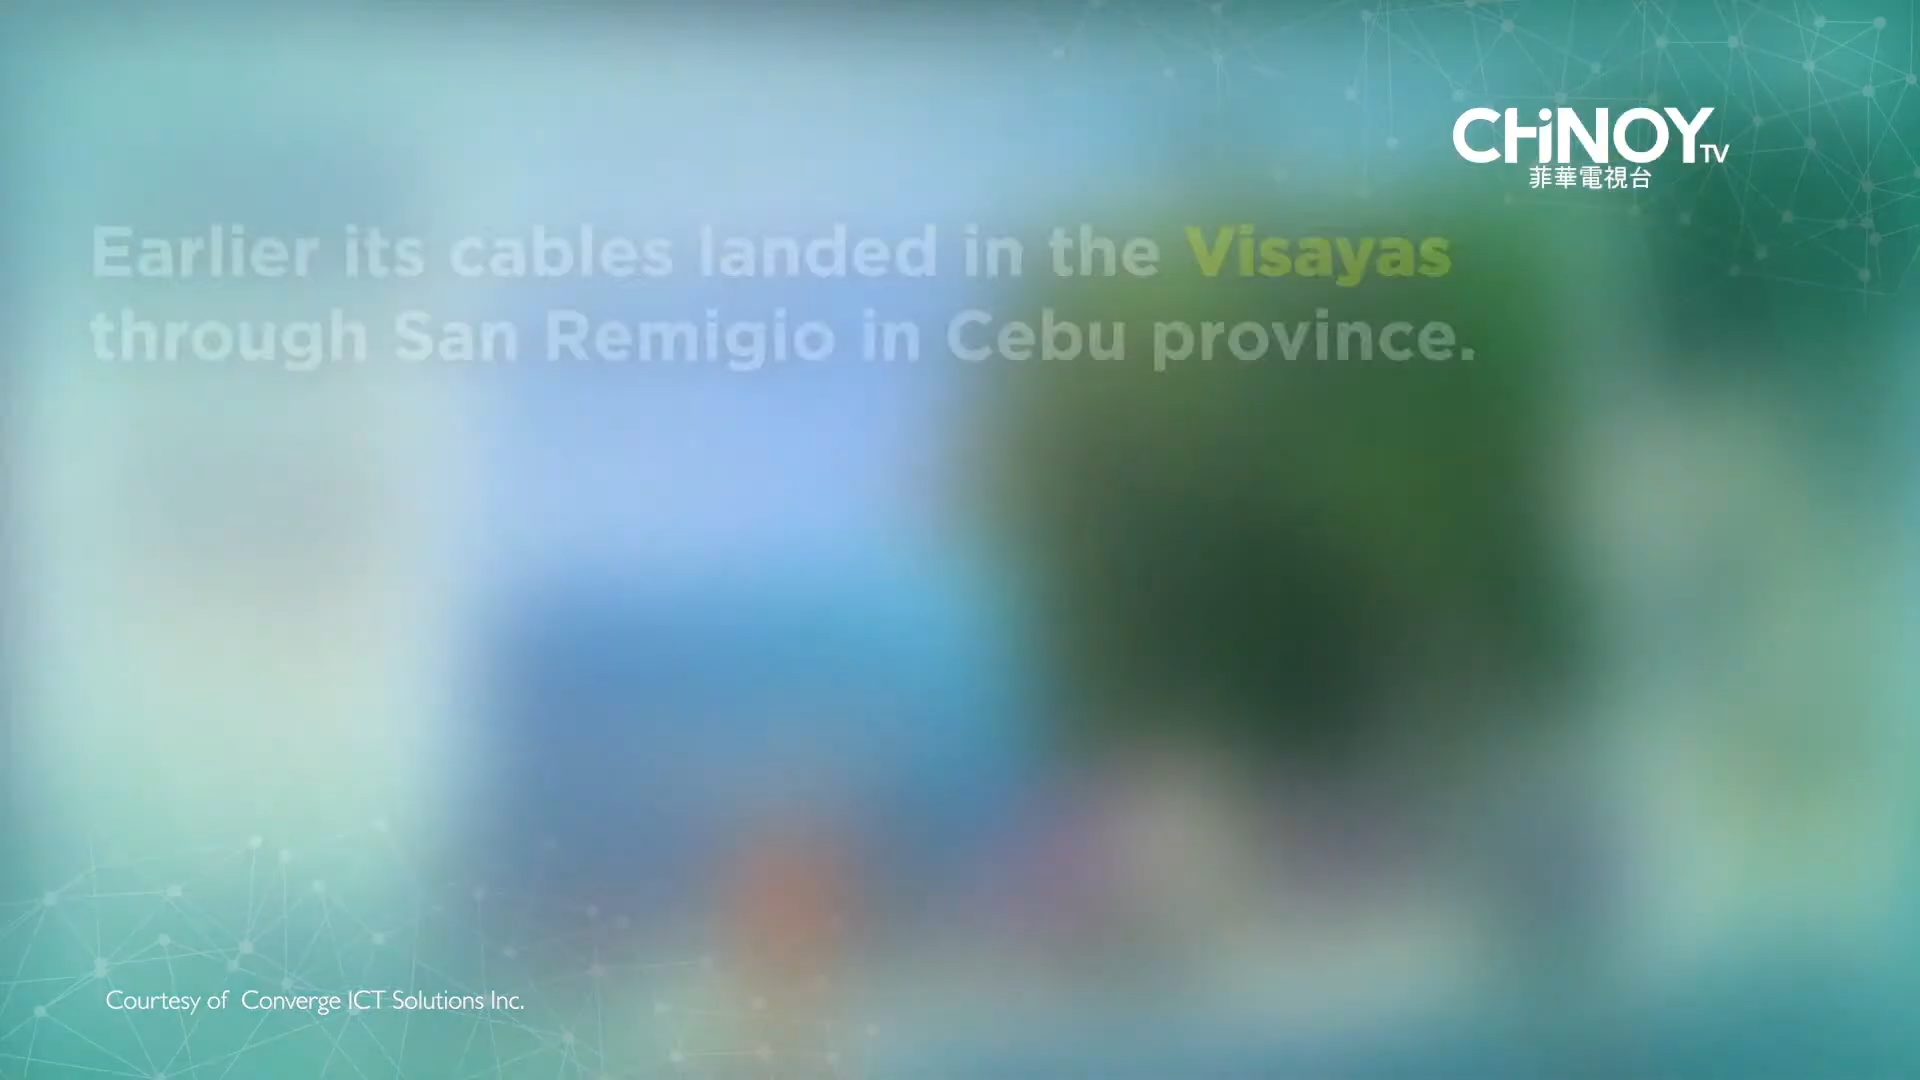 CHiNOY TV
菲華電視台
Earlier its cables landed in the Visayas
through San Remigio in Cebu province.
Courtesy of Converge ICT Solutions Inc.